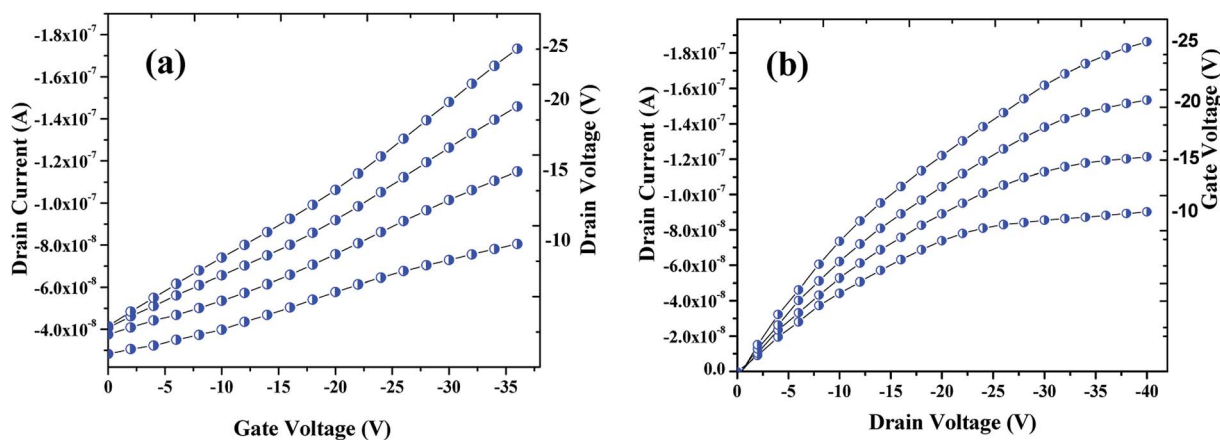 (a)
Drain Current (A)
-1.8x10-7
-1.6x10-7
-1.4x10-7
-1.2x10-7
-1.0x10-7
-8.0x10-8
-6.0x10-8
-4.0x10-8
0 -5 -10 -15 -20 -25 -30 -35
Gate Voltage (V)
-25
-20
-15
-10
Drain Voltage (V)
(b)
Drain Current (A)
-1.8x10-7
-1.6x10-7
-1.4x10-7
-1.2x10-7
-1.0x10-7
-8.0x10-8
-6.0x10-8
-4.0x10-8
-2.0x10-8
0.0
0 -5 -10 -15 -20 -25 -30 -35 -40
Drain Voltage (V)
-25
-20
-15
-10
Gate Voltage (V)